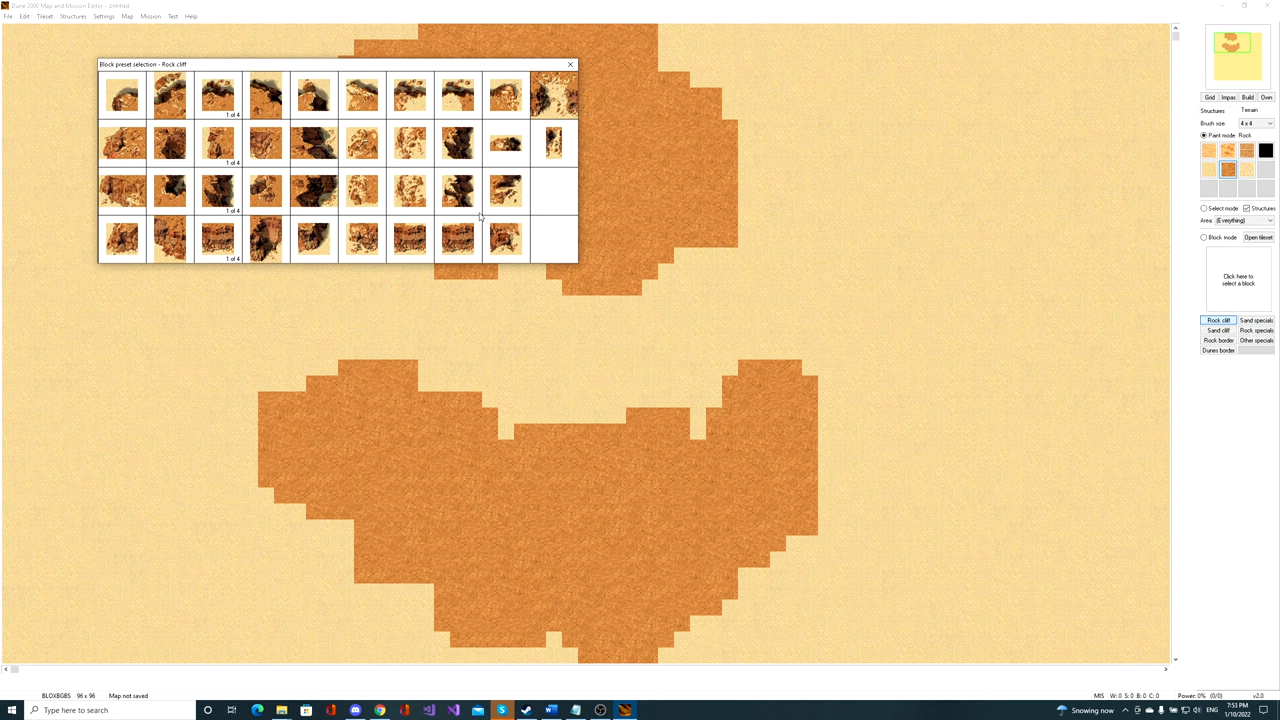 Dune 2000 Map and Mission Editor - Untitled
File Edit Tileset Structures Settings Map Mission Test Help
Block preset selection - Rock cliff
1 of 4
1 of 4
1 of 4
1 of 4
Grid Impas Build Own
Structures Terrain
Brush size: 4 x 4
Paint mode Rock
Select mode Structures
Area: (Everything)
Block mode Open tileset
Click here to
select a block
Rock cliff Sand specials
Sand cliff Rock specials
Rock border Other specials
Dunes border
BLOXBGBS 96 x 96 Map not saved MIS W: 0 S: 0 B: 0 C: 0 Power: 0% (0/0) v2.0
Type here to search
Snowing now ENG 7:53 PM
1/10/2022